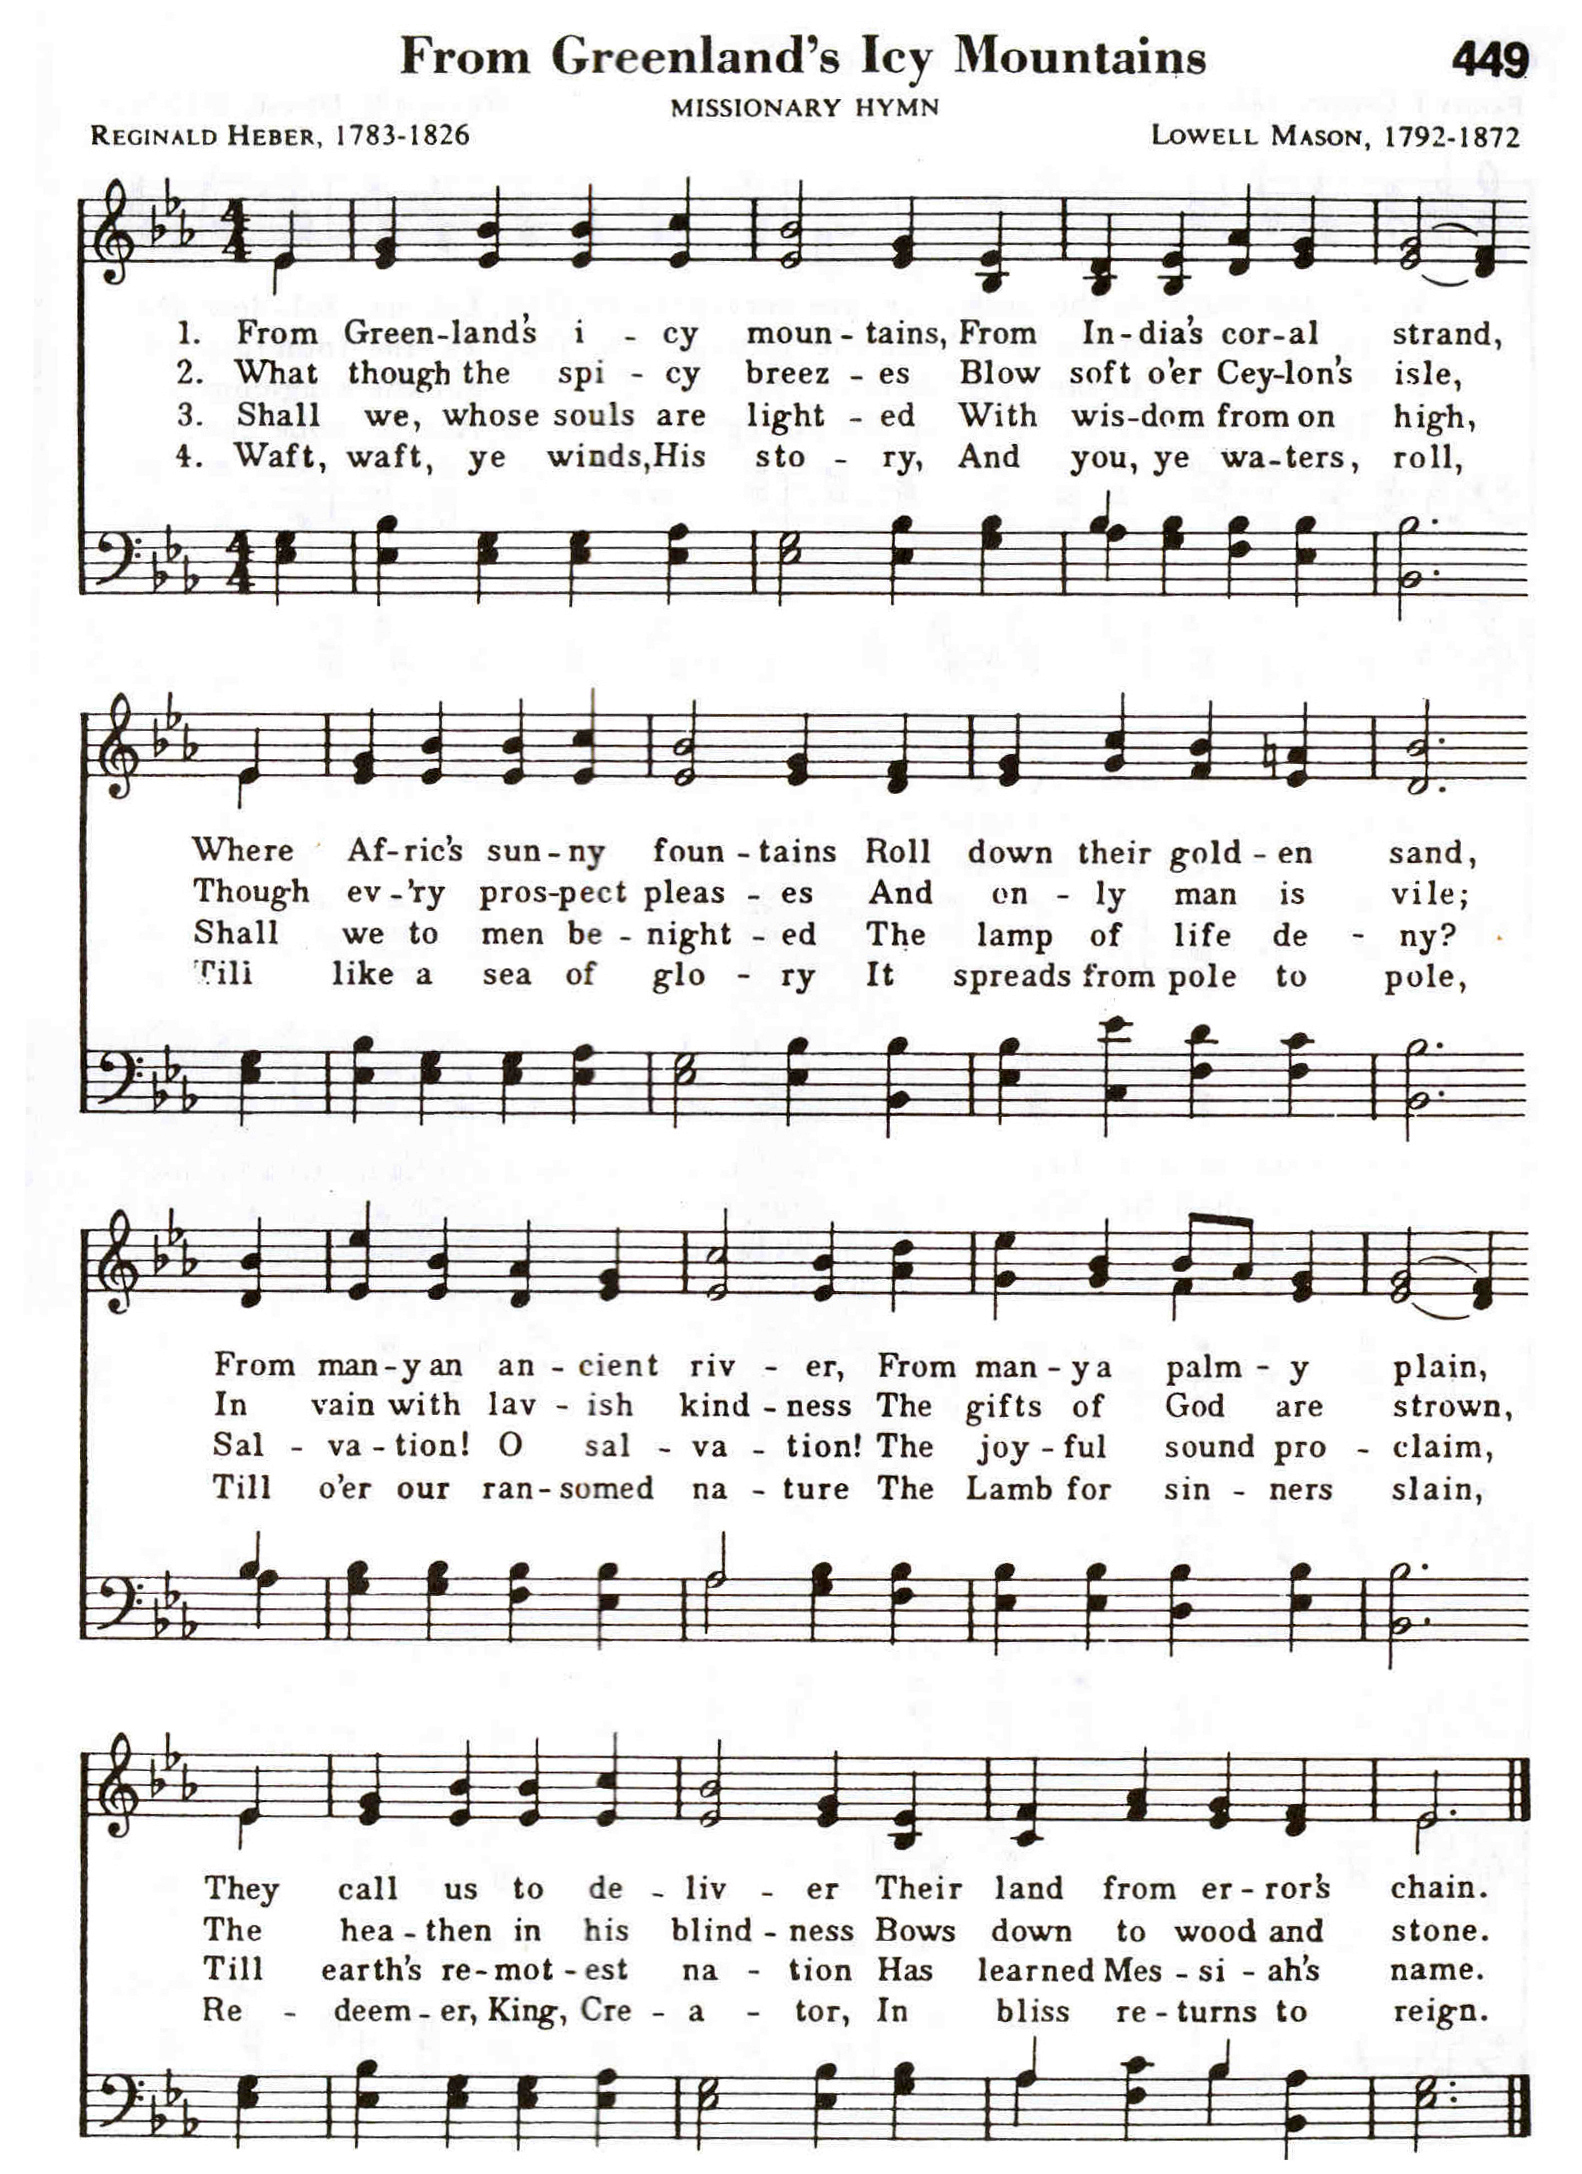 From Greenland's Icy Mountains 449
MISSIONARY HYMN
REGINALD HEBER, 1783-1826 LOWELL MASON, 1792-1872
1. From Green-land's i - cy moun - tains, From In-dia's cor-al strand,
2. What though the spi - cy breez - es Blow soft o'er Cey-lon's isle,
3. Shall we, whose souls are light - ed With wis-dom from on high,
4. Waft, waft, ye winds, His sto - ry, And you, ye wa-ters, roll,
Where Af-ric's sun-ny foun-tains Roll down their gold-en sand,
Though ev-'ry pros-pect pleas - es And on - ly man is vile;
Shall we to men be - night - ed The lamp of life de - ny?
Till like a sea of glo - ry It spreads from pole to pole,
From man-y an an - cient riv - er, From man-y a palm - y plain,
In vain with lav - ish kind - ness The gifts of God are strown,
Sal - va - tion! O sal - va - tion! The joy - ful sound pro - claim,
Till o'er our ran-somed na - ture The Lamb for sin - ners slain,
They call us to de - liv - er Their land from er-ror's chain.
The hea-then in his blind - ness Bows down to wood and stone.
Till earth's re-mot-est na - tion Has learned Mes - si - ah's name.
Re - deem-er, King, Cre - a - tor, In bliss re-turns to reign.